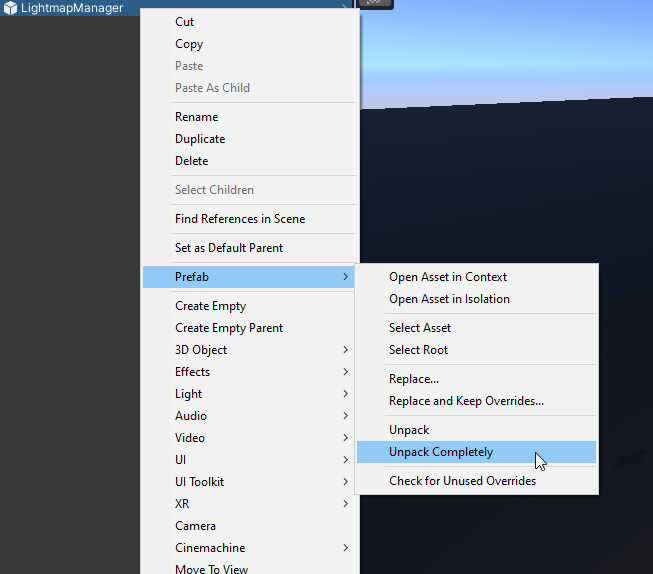 LightmapManager
Cut
Copy
Paste
Paste As Child
Rename
Duplicate
Delete
Select Children
Find References in Scene
Set as Default Parent
Prefab
Create Empty
Create Empty Parent
3D Object
Effects
Light
Audio
Video
UI
UI Toolkit
XR
Camera
Cinemachine
Move To View
Open Asset in Context
Open Asset in Isolation
Select Asset
Select Root
Replace...
Replace and Keep Overrides...
Unpack
Unpack Completely
Check for Unused Overrides